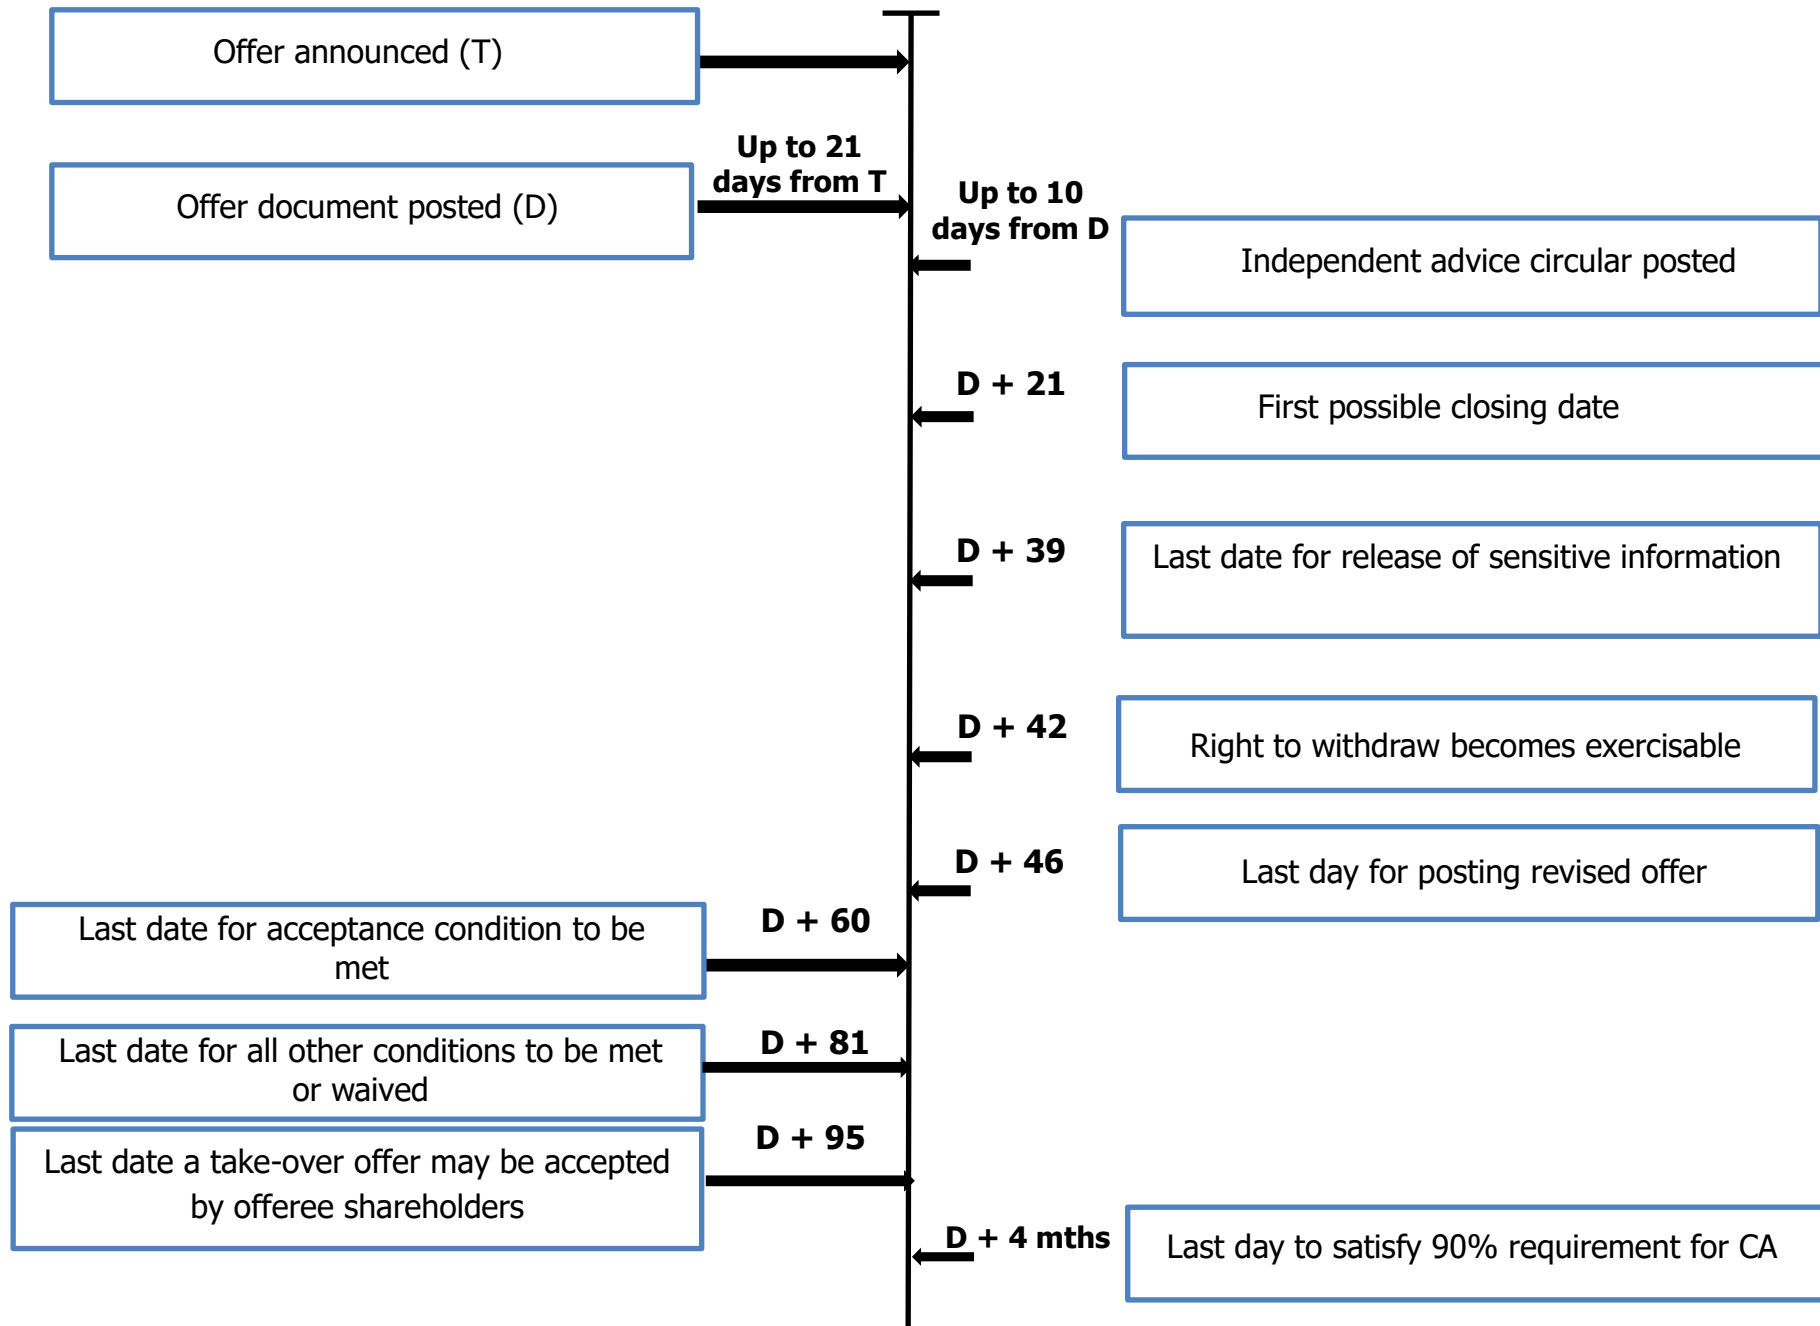 Offer announced (T)
Up to 21
days from T
Offer document posted (D)
Up to 10
days from D
Independent advice circular posted
D + 21
First possible closing date
D + 39
Last date for release of sensitive information
D + 42
Right to withdraw becomes exercisable
D + 46
Last day for posting revised offer
D + 60
Last date for acceptance condition to be
met
D + 81
Last date for all other conditions to be met
or waived
D + 95
Last date a take-over offer may be accepted
by offeree shareholders
D + 4 mths
Last day to satisfy 90% requirement for CA